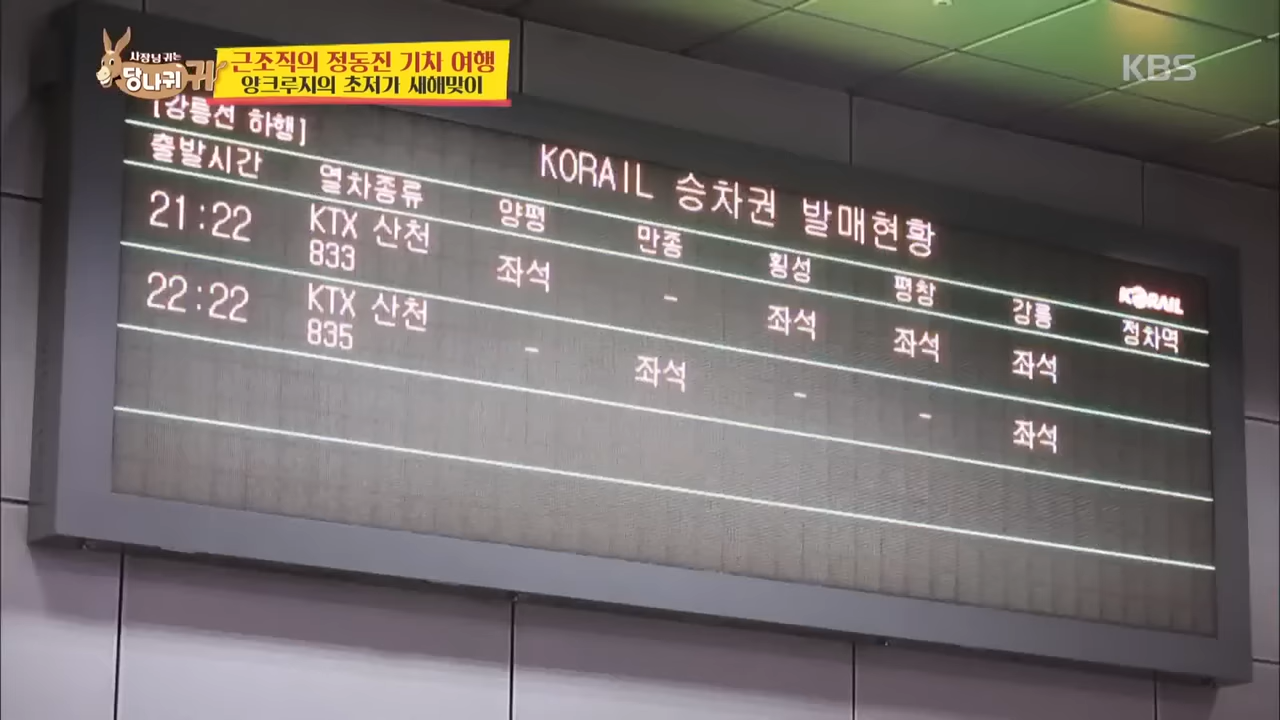 사장님 귀는
당나귀 귀
근조직의 정동진 기차 여행
양크루지의 초저가 새해맞이
KBS
[강릉선 하행]
KORAIL 승차권 발매현황
KORAIL
출발시간 열차종류 양평 만종 횡성 평창 강릉 정차역
21:22 KTX 산천 833 좌석 - 좌석 좌석 좌석
22:22 KTX 산천 835 - 좌석 - - 좌석